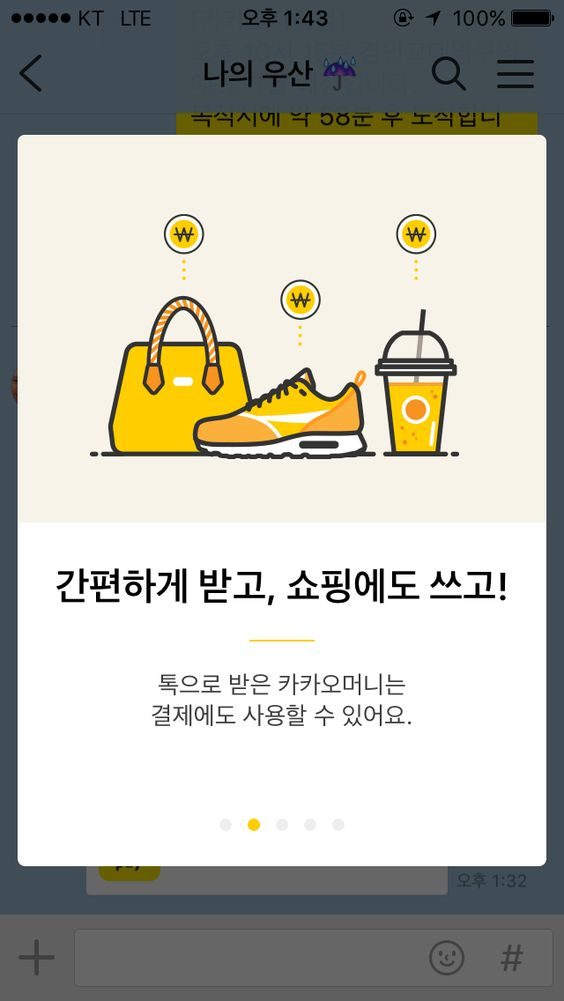 KT LTE 오후 1:43 100%
나의 우산 ☔
목적지에 약 58분 후 도착합니
₩ ₩
₩
간편하게 받고, 쇼핑에도 쓰고!
톡으로 받은 카카오머니는
결제에도 사용할 수 있어요.
pay
오후 1:32
#